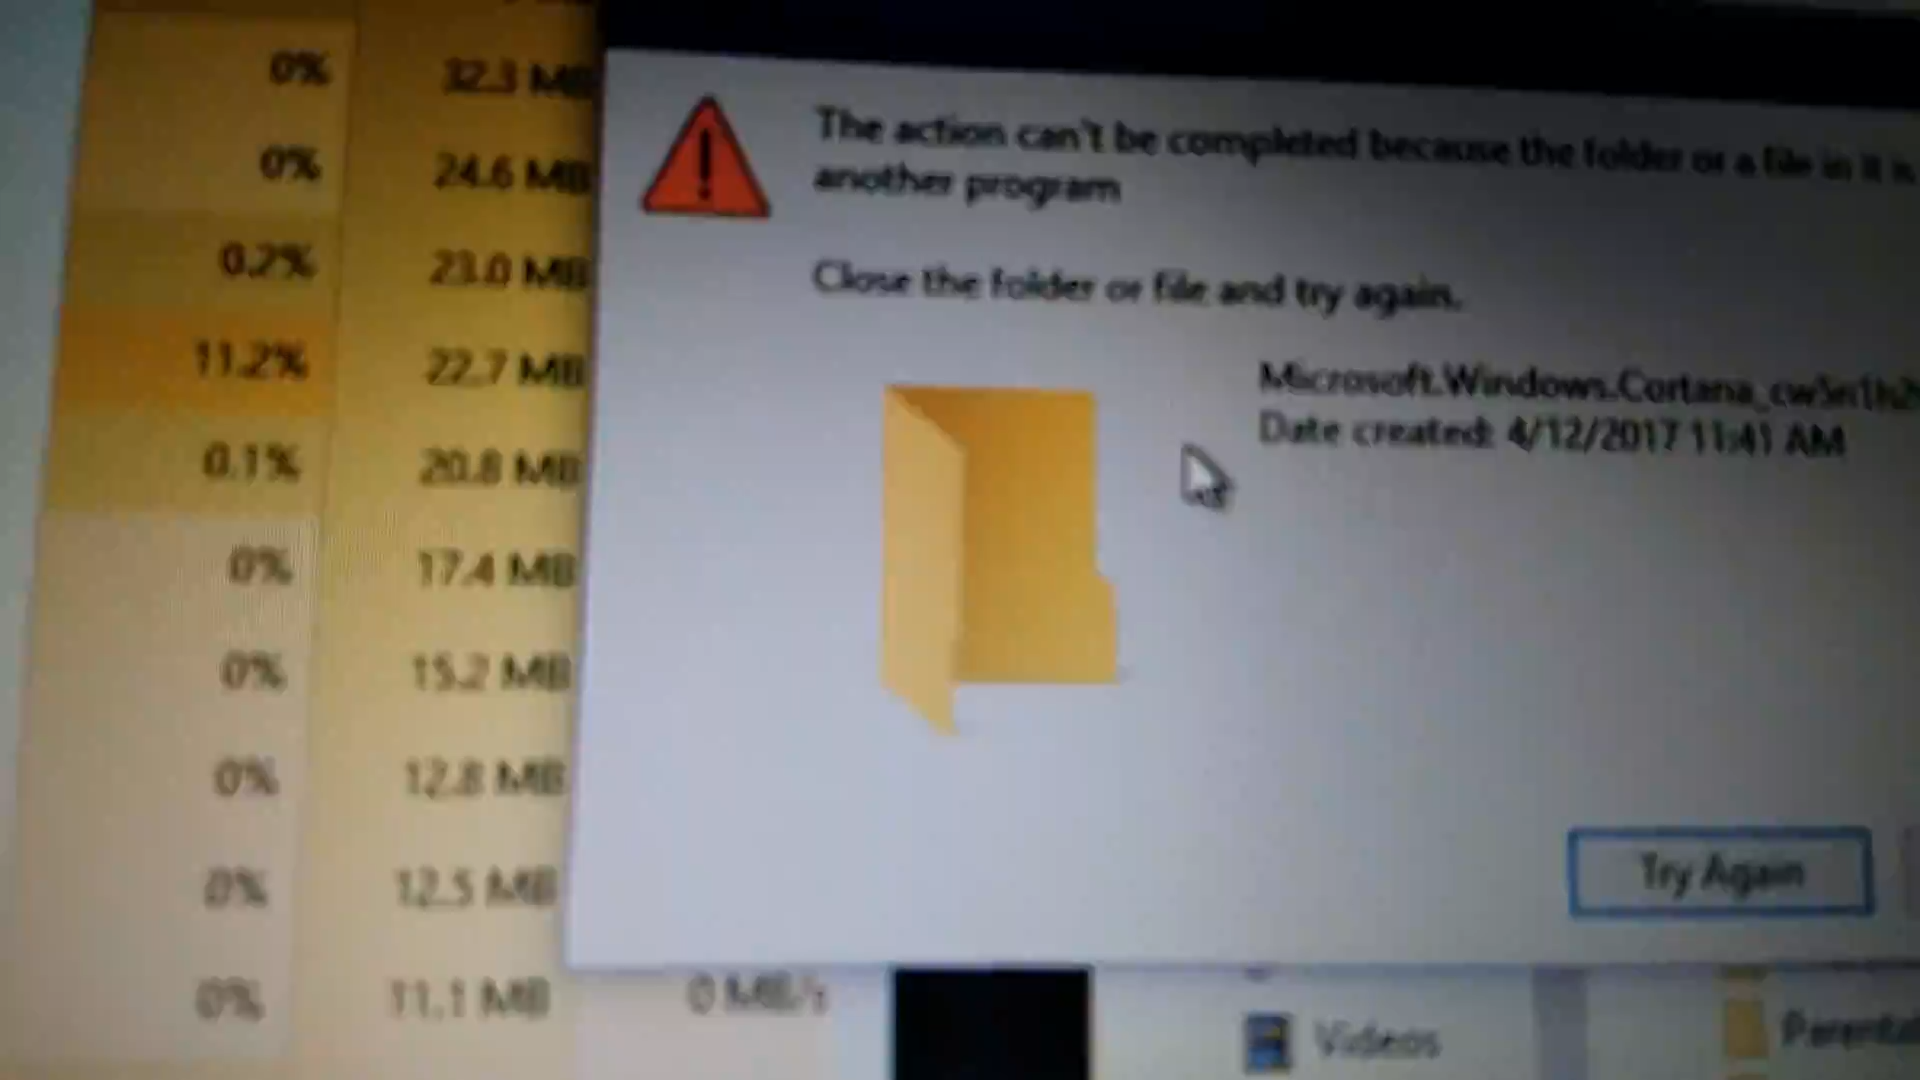 0% 32.3 MB
0% 24.6 MB
0.2% 23.0 MB
11.2% 22.7 MB
0.1% 20.8 MB
0% 17.4 MB
0% 15.2 MB
0% 12.8 MB
0% 12.5 MB
0% 11.1 MB 0 MB/s
The action can't be completed because the folder or a file in it is
another program
Close the folder or file and try again.
Microsoft.Windows.Cortana_cw5n1h2
Date created: 4/12/2017 11:41 AM
Try Again
Videos
Parental